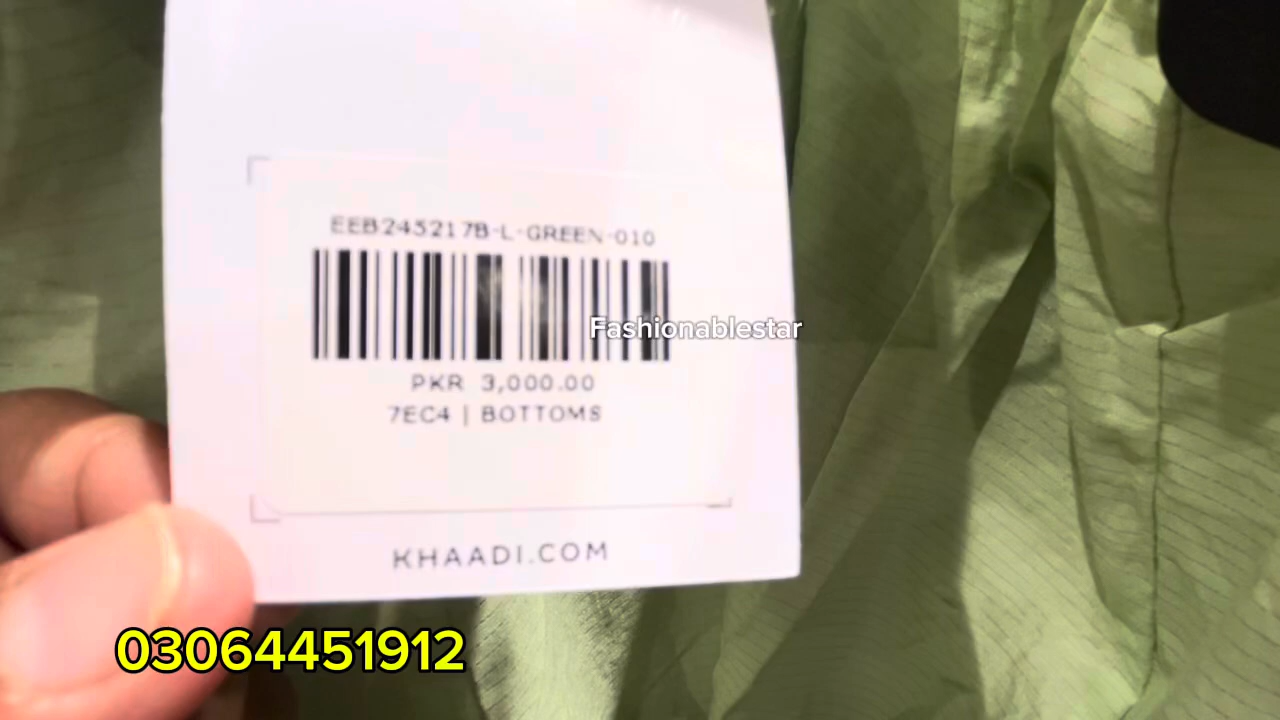 EEB245217B-L-GREEN-010
Fashionablestar
PKR 3,000.00
7EC4 | BOTTOMS
KHAADI.COM
03064451912